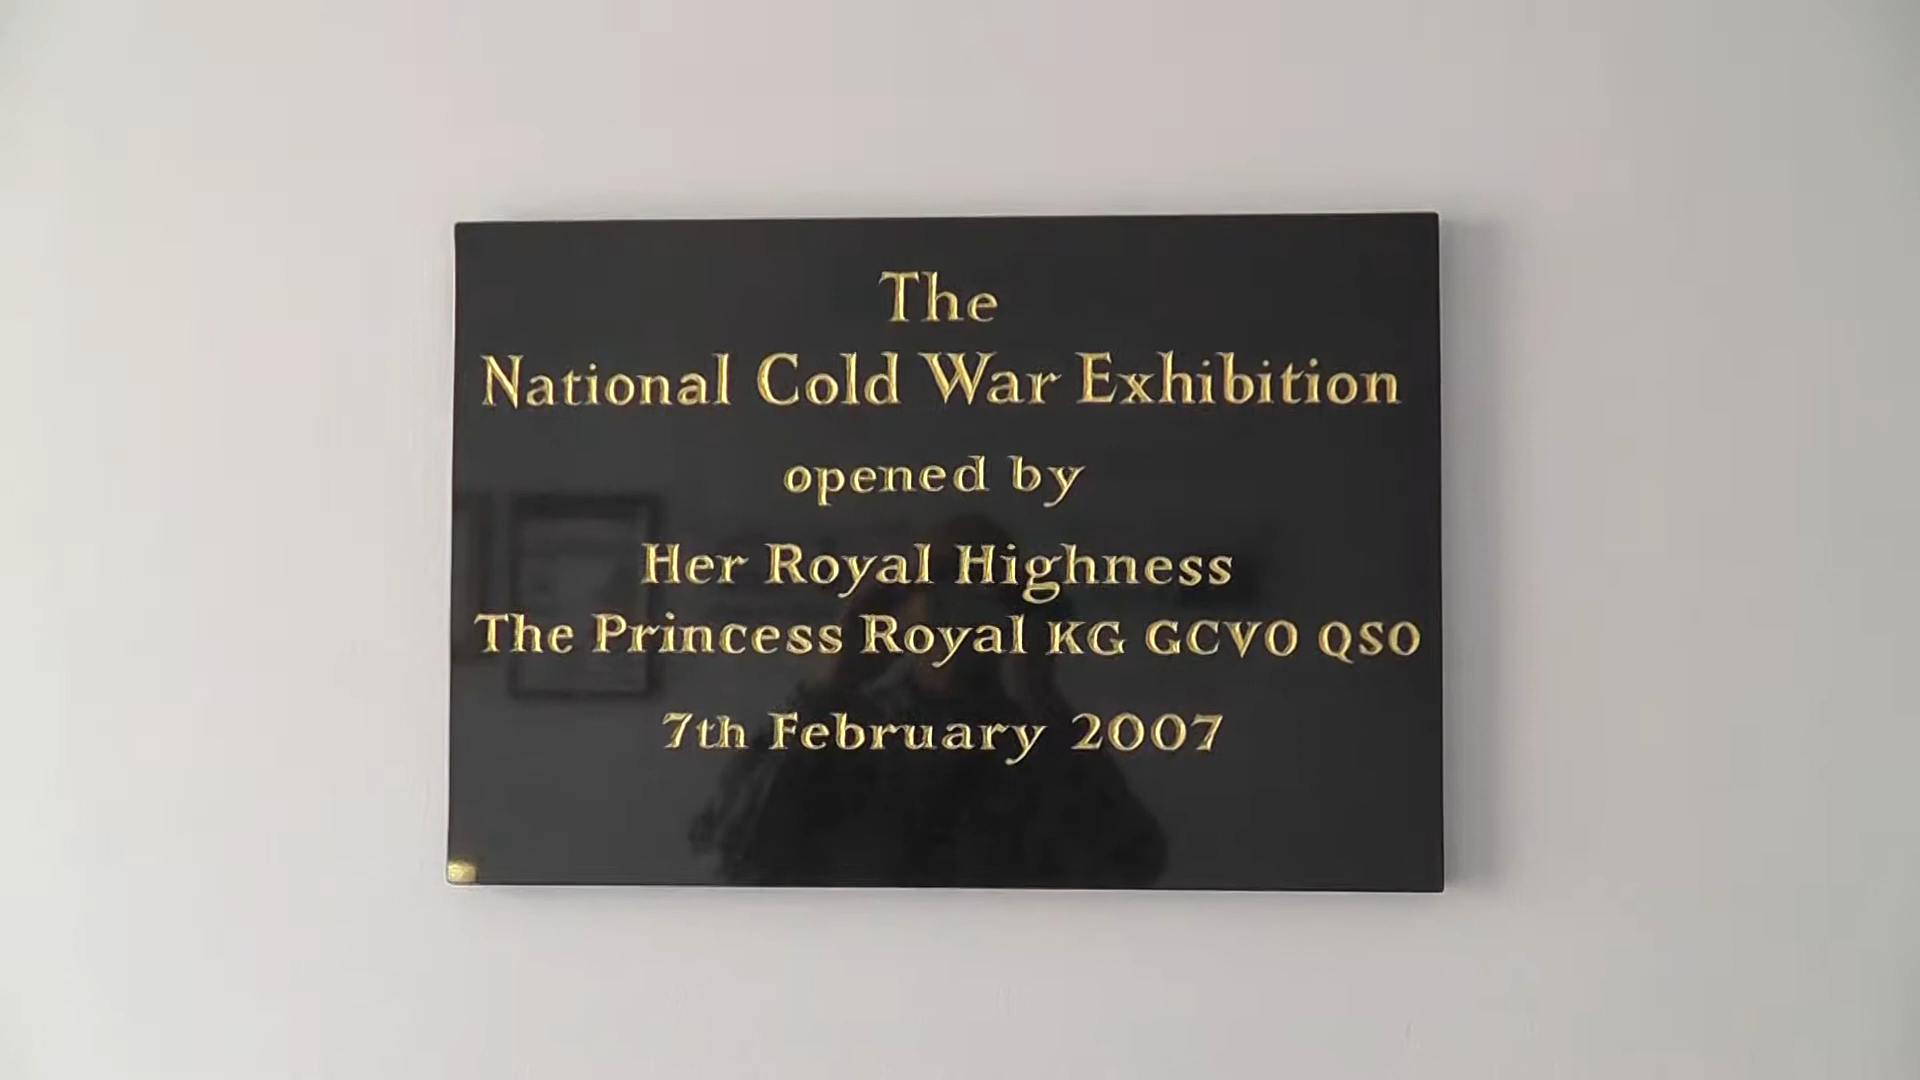 The
National Cold War Exhibition
opened by
Her Royal Highness
The Princess Royal KG GCVO QSO
7th February 2007